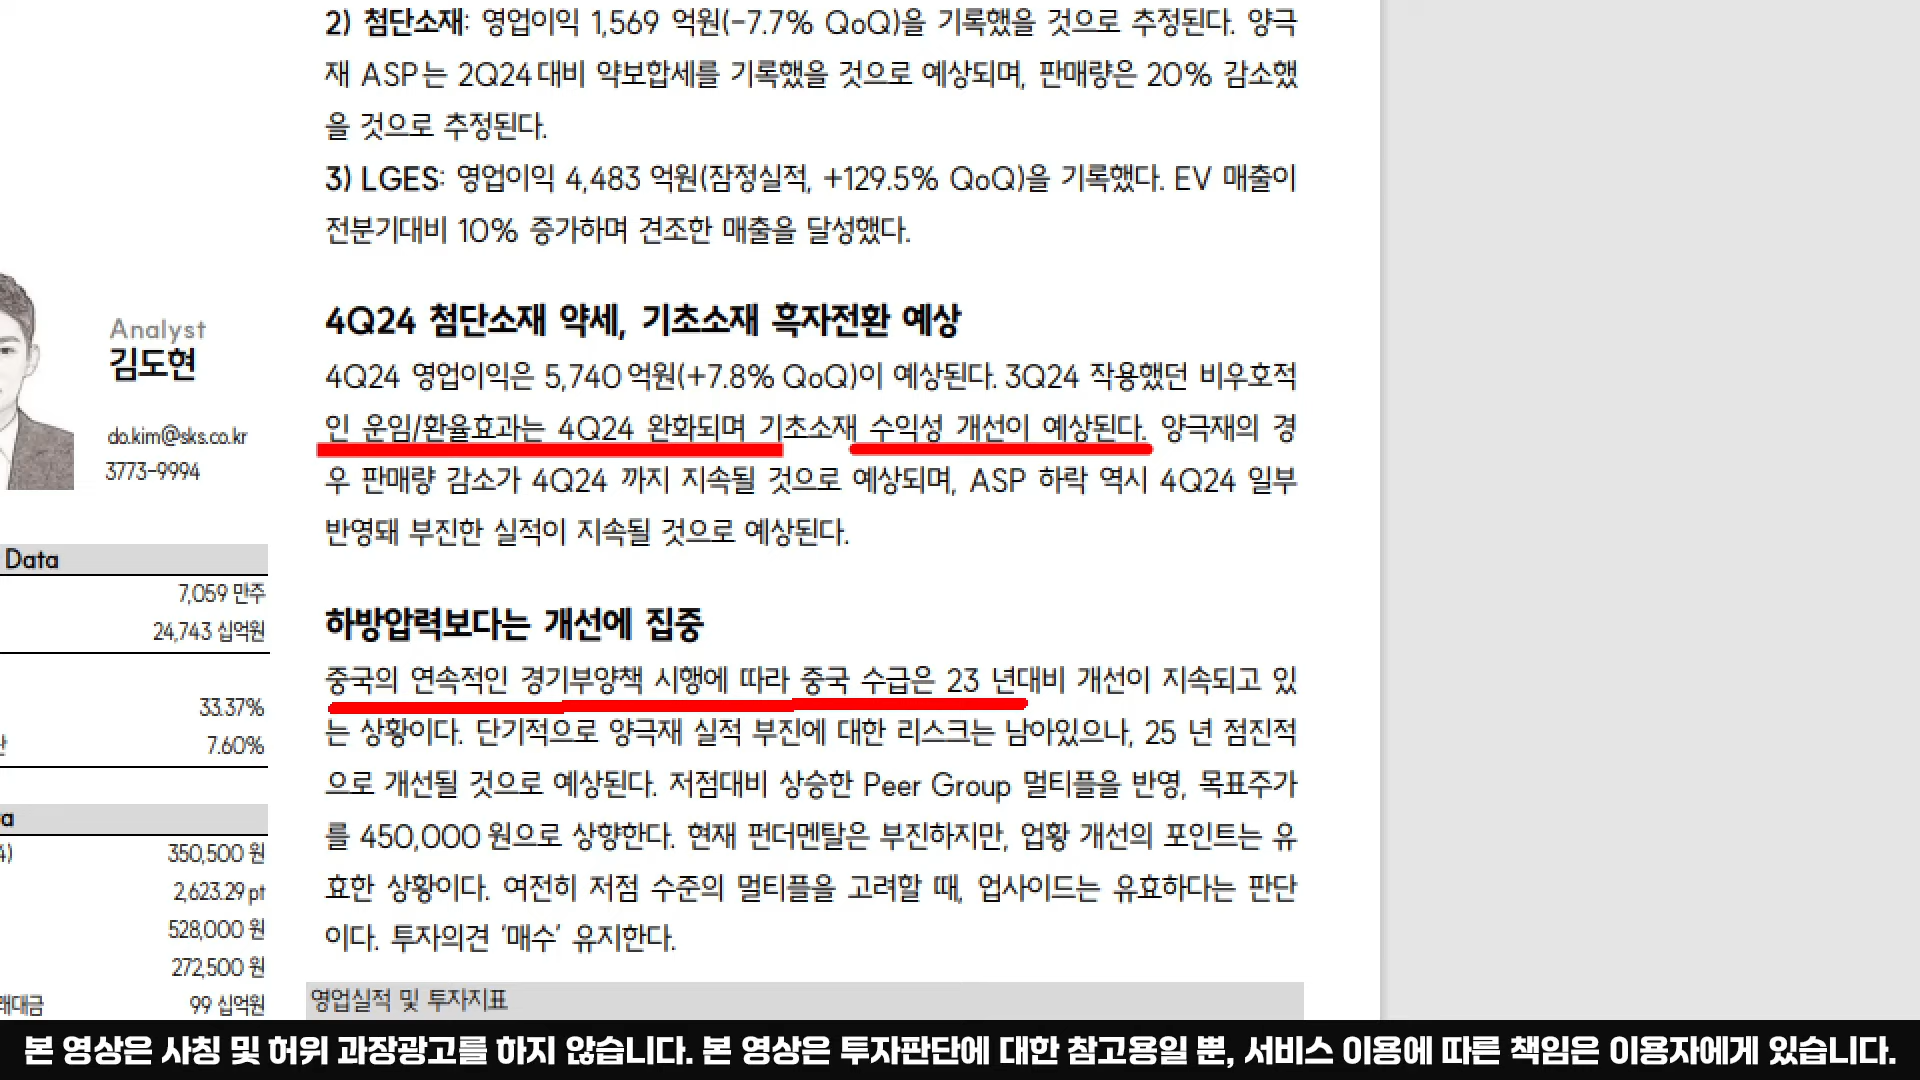 2) 첨단소재: 영업이익 1,569 억원(-7.7% QoQ)을 기록했을 것으로 추정된다. 양극
재 ASP는 2Q24대비 약보합세를 기록했을 것으로 예상되며, 판매량은 20% 감소했
을 것으로 추정된다.
3) LGES: 영업이익 4,483 억원(잠정실적, +129.5% QoQ)을 기록했다. EV 매출이
전분기대비 10% 증가하며 견조한 매출을 달성했다.
4Q24 첨단소재 약세, 기초소재 흑자전환 예상
4Q24 영업이익은 5,740억원(+7.8% QoQ)이 예상된다. 3Q24 작용했던 비우호적
인 운임/환율효과는 4Q24 완화되며 기초소재 수익성 개선이 예상된다. 양극재의 경
우 판매량 감소가 4Q24 까지 지속될 것으로 예상되며, ASP 하락 역시 4Q24 일부
반영돼 부진한 실적이 지속될 것으로 예상된다.
하방압력보다는 개선에 집중
중국의 연속적인 경기부양책 시행에 따라 중국 수급은 23 년대비 개선이 지속되고 있
는 상황이다. 단기적으로 양극재 실적 부진에 대한 리스크는 남아있으나, 25 년 점진적
으로 개선될 것으로 예상된다. 저점대비 상승한 Peer Group 멀티플을 반영, 목표주가
를 450,000원으로 상향한다. 현재 펀더멘탈은 부진하지만, 업황 개선의 포인트는 유
효한 상황이다. 여전히 저점 수준의 멀티플을 고려할 때, 업사이드는 유효하다는 판단
이다. 투자의견 '매수' 유지한다.
영업실적 및 투자지표
Analyst
김도현
do.kim@sks.co.kr
3773-9994
Data
7,059 만주
24,743 십억원
33.37%
7.60%
a
4) 350,500 원
2,623.29 pt
528,000 원
272,500 원
래대금 99 십억원
본 영상은 사칭 및 허위 과장광고를 하지 않습니다. 본 영상은 투자판단에 대한 참고용일 뿐, 서비스 이용에 따른 책임은 이용자에게 있습니다.